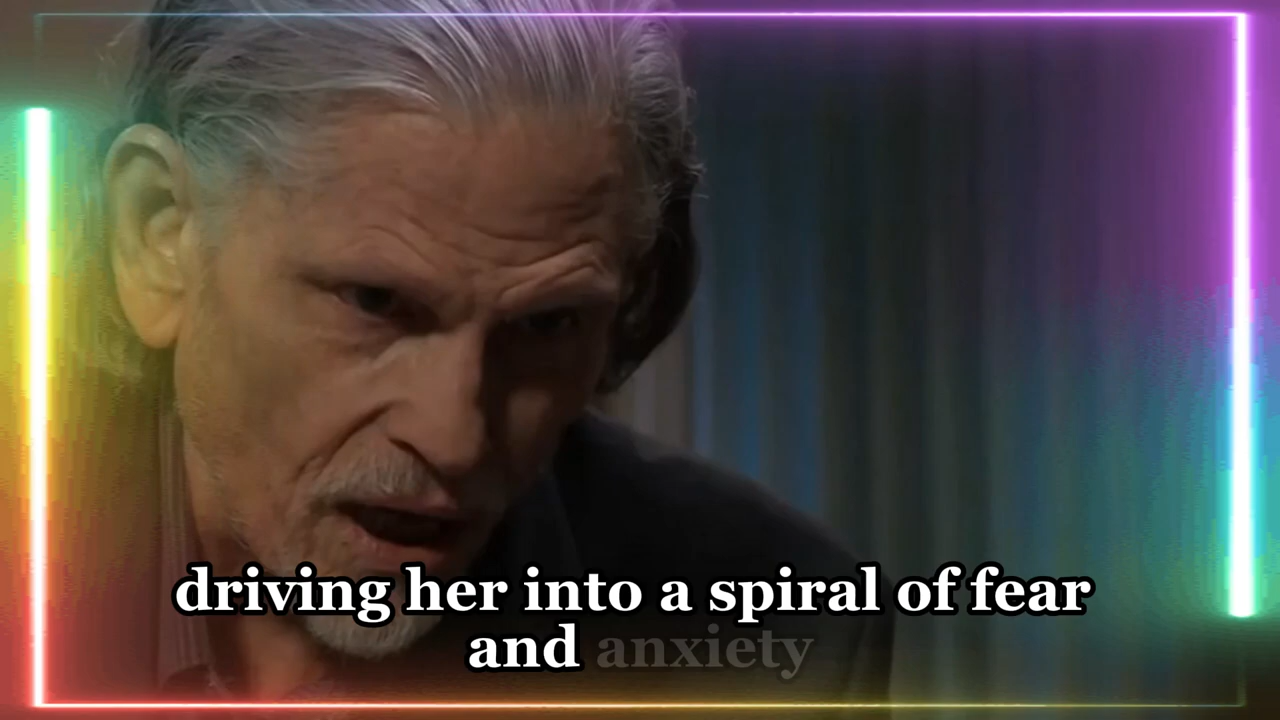 driving her into a spiral of fear
and anxiety